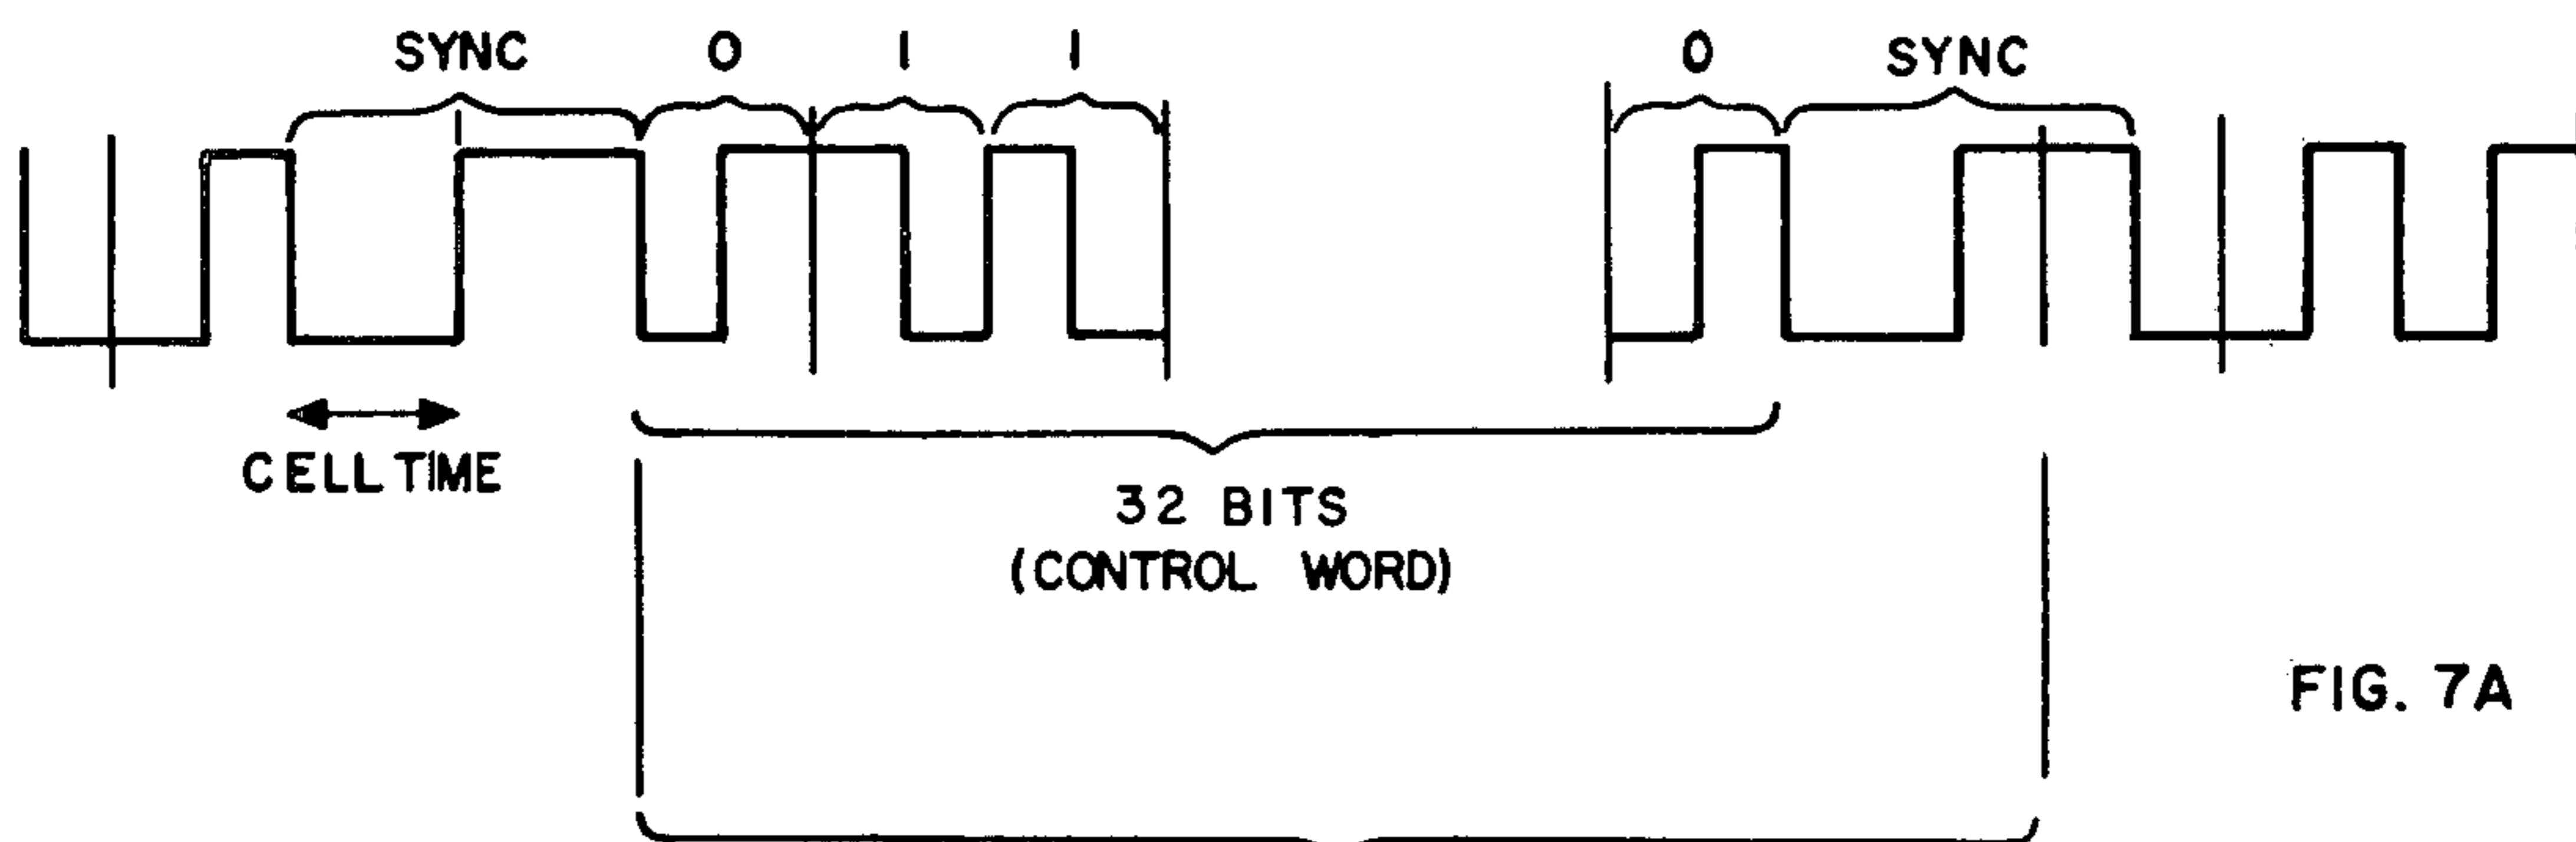 SYNC 0 1 1 0 SYNC
CELL TIME
32 BITS
(CONTROL WORD)
FIG. 7A